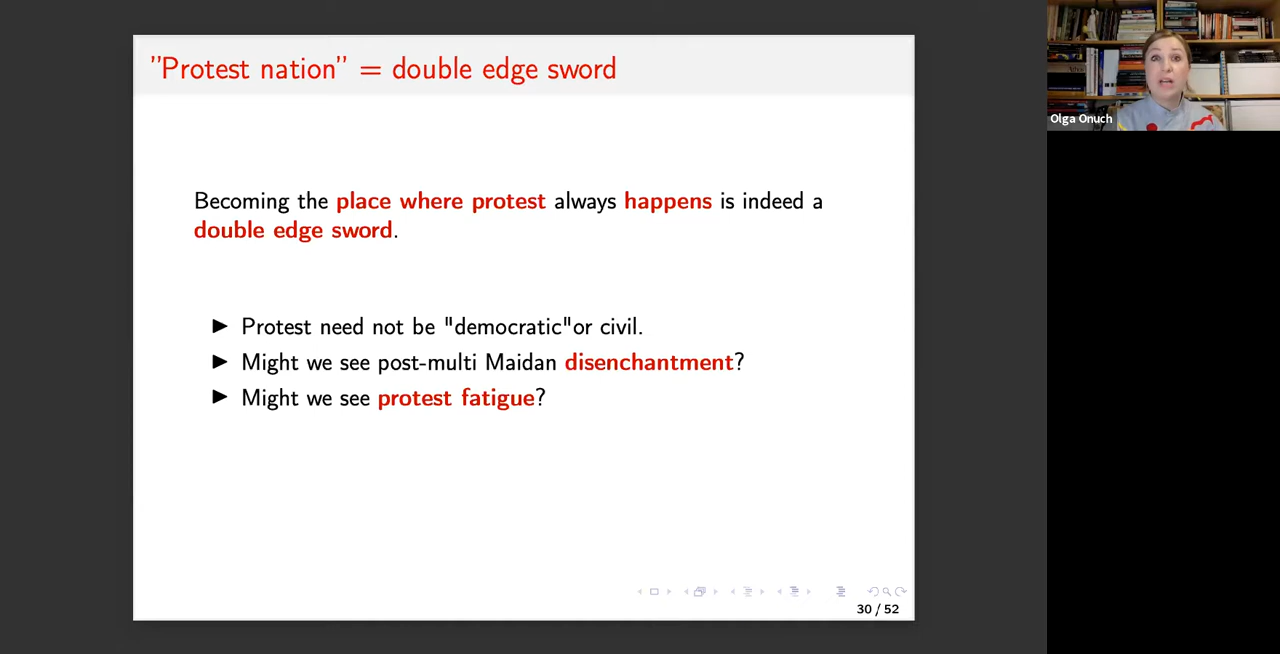 "Protest nation" = double edge sword
Olga Onuch
Becoming the place where protest always happens is indeed a
double edge sword.
► Protest need not be "democratic"or civil.
► Might we see post-multi Maidan disenchantment?
► Might we see protest fatigue?
30 / 52